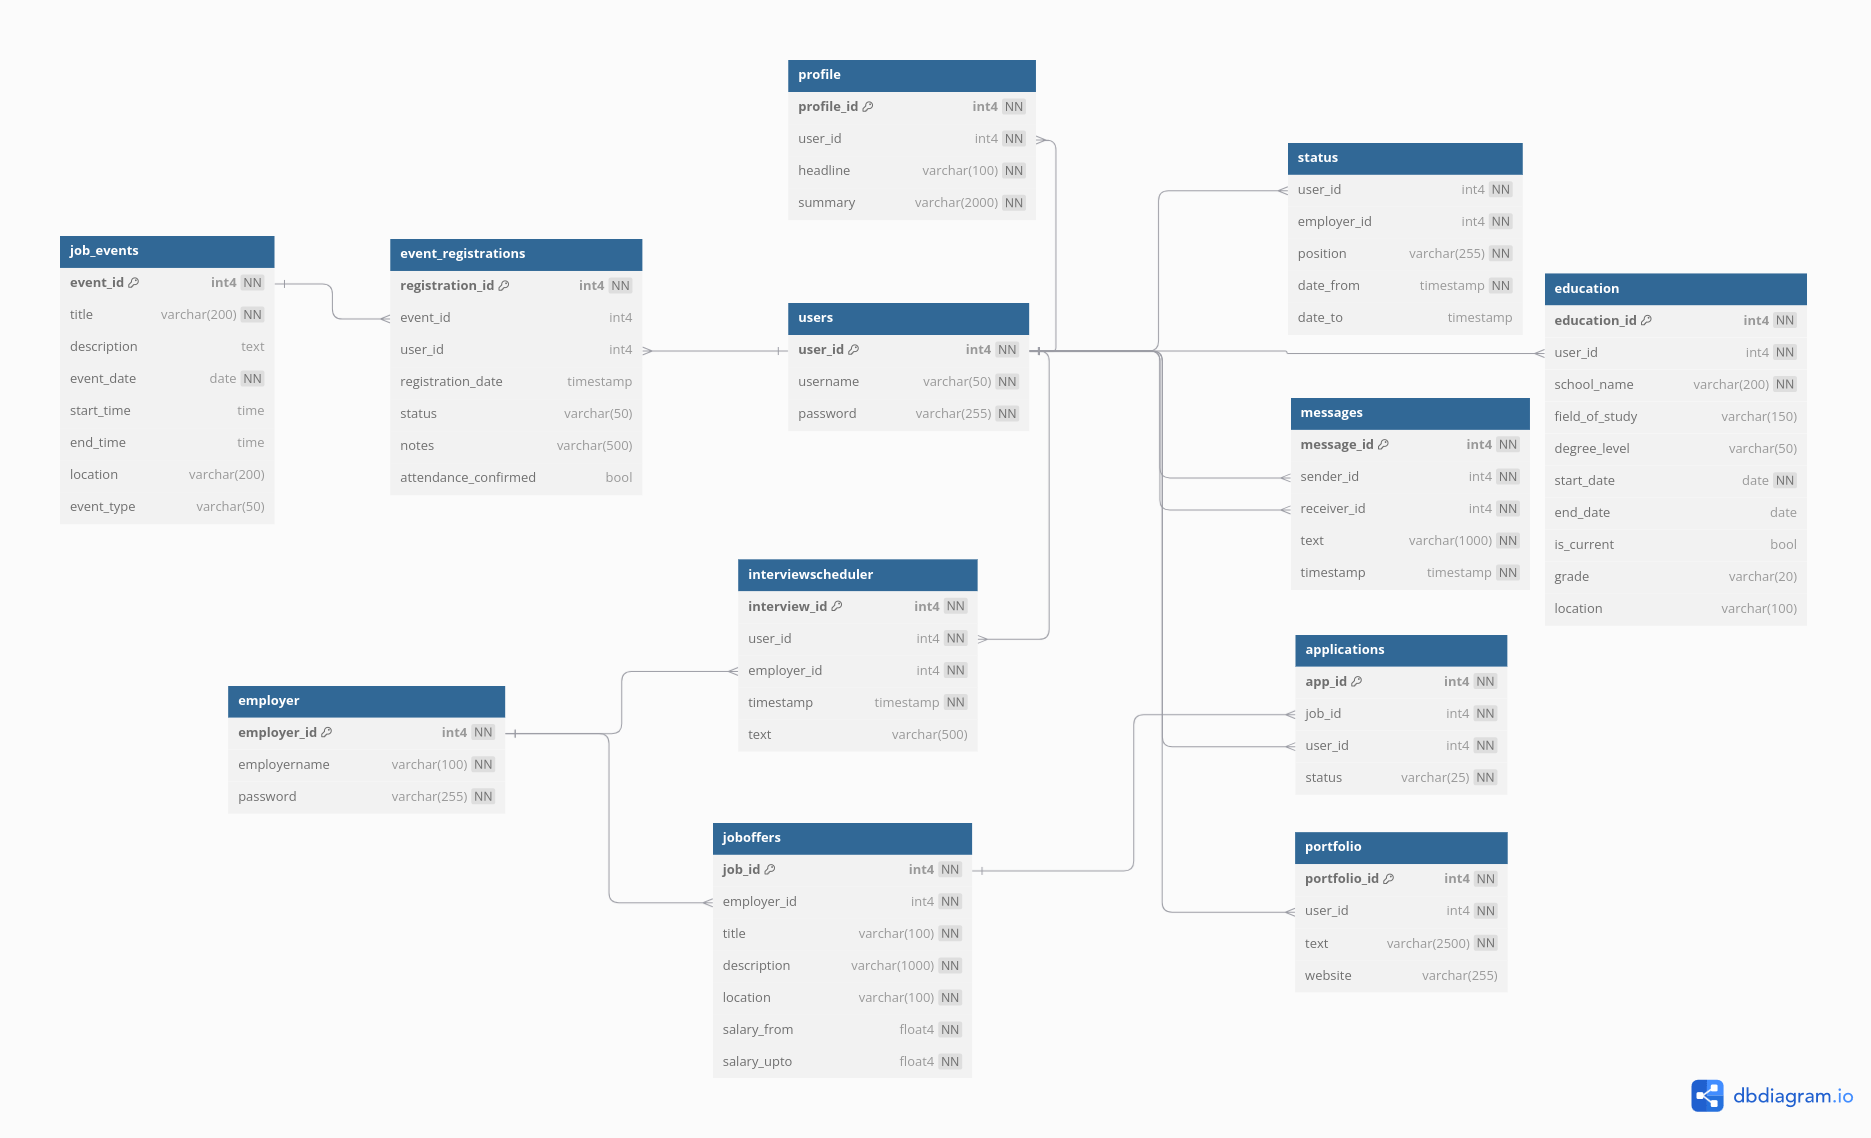 profile
profile_id int4 NN
user_id int4 NN
headline varchar(100) NN
summary varchar(2000) NN
status
user_id int4 NN
employer_id int4 NN
position varchar(255) NN
date_from timestamp NN
date_to timestamp
job_events
event_id int4 NN
title varchar(200) NN
description text
event_date date NN
start_time time
end_time time
location varchar(200)
event_type varchar(50)
event_registrations
registration_id int4 NN
event_id int4
user_id int4
registration_date timestamp
status varchar(50)
notes varchar(500)
attendance_confirmed bool
users
user_id int4 NN
username varchar(50) NN
password varchar(255) NN
education
education_id int4 NN
user_id int4 NN
school_name varchar(200) NN
field_of_study varchar(150)
degree_level varchar(50)
start_date date NN
end_date date
is_current bool
grade varchar(20)
location varchar(100)
messages
message_id int4 NN
sender_id int4 NN
receiver_id int4 NN
text varchar(1000) NN
timestamp timestamp NN
interviewscheduler
interview_id int4 NN
user_id int4 NN
employer_id int4 NN
timestamp timestamp NN
text varchar(500)
applications
app_id int4 NN
job_id int4 NN
user_id int4 NN
status varchar(25) NN
employer
employer_id int4 NN
employername varchar(100) NN
password varchar(255) NN
joboffers
job_id int4 NN
employer_id int4 NN
title varchar(100) NN
description varchar(1000) NN
location varchar(100) NN
salary_from float4 NN
salary_upto float4 NN
portfolio
portfolio_id int4 NN
user_id int4 NN
text varchar(2500) NN
website varchar(255)
dbdiagram.io